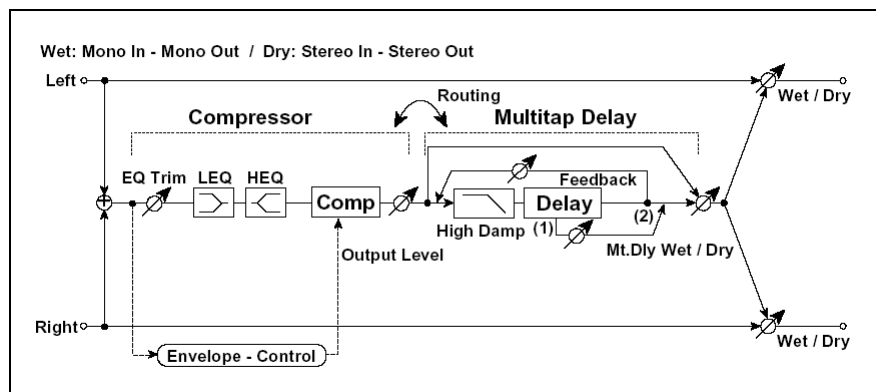 Wet: Mono In - Mono Out / Dry: Stereo In - Stereo Out
Left
Wet / Dry
Routing
Compressor
Multitap Delay
EQ Trim
LEQ
HEQ
Feedback
Comp
Delay
(2)
High Damp
(1)
Output Level
Mt.Dly Wet / Dry
Right
Wet / Dry
Envelope - Control